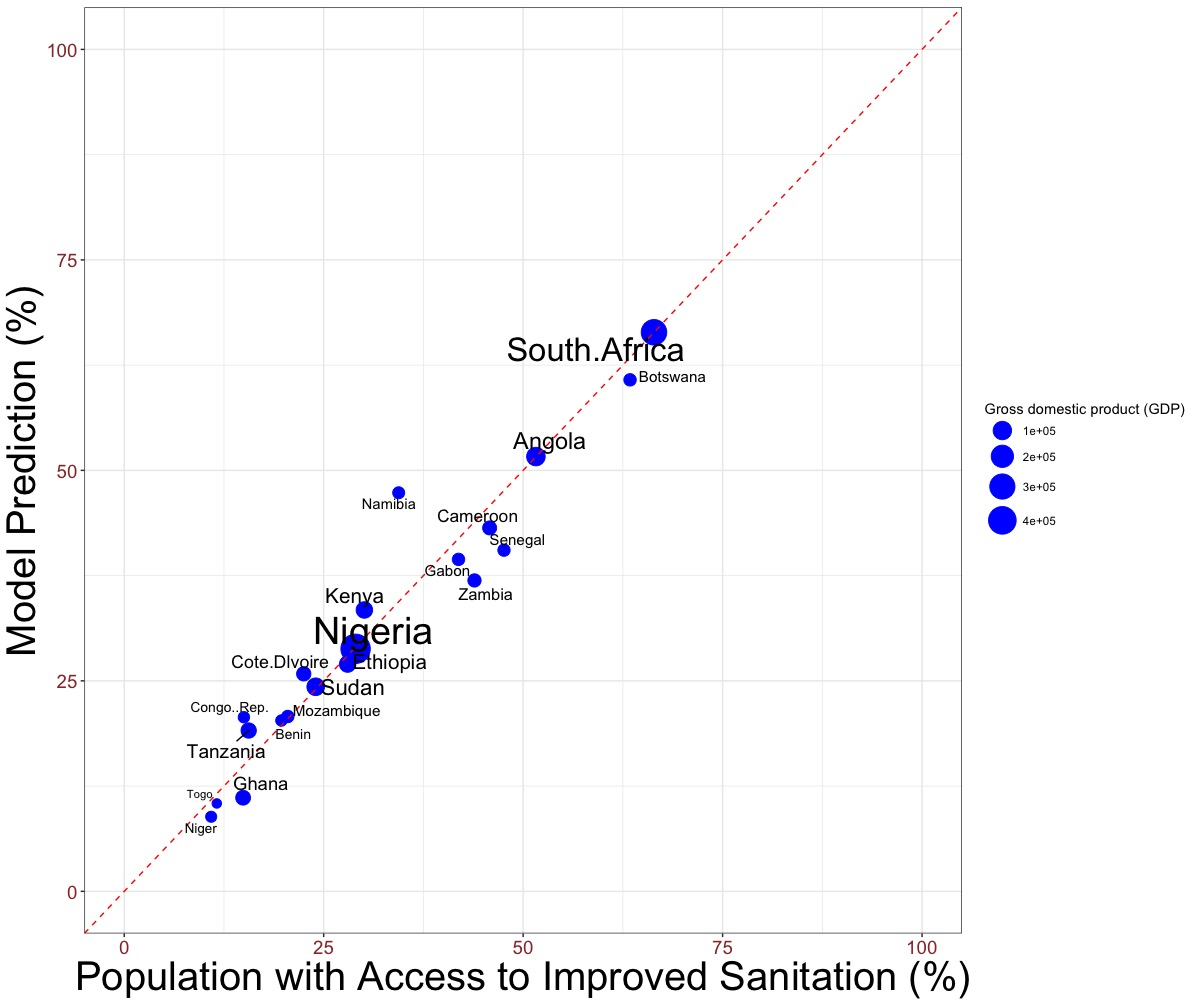 100
75
50
25
0
Model Prediction (%)
South.Africa
Botswana
Angola
Namibia
Cameroon
Senegal
Gabon
Zambia
Kenya
Nigeria
Cote.DIvoire
Ethiopia
Sudan
Congo..Rep.
Mozambique
Benin
Tanzania
Ghana
Togo
Niger
0
25
50
75
100
Population with Access to Improved Sanitation (%)
Gross domestic product (GDP)
1e+05
2e+05
3e+05
4e+05